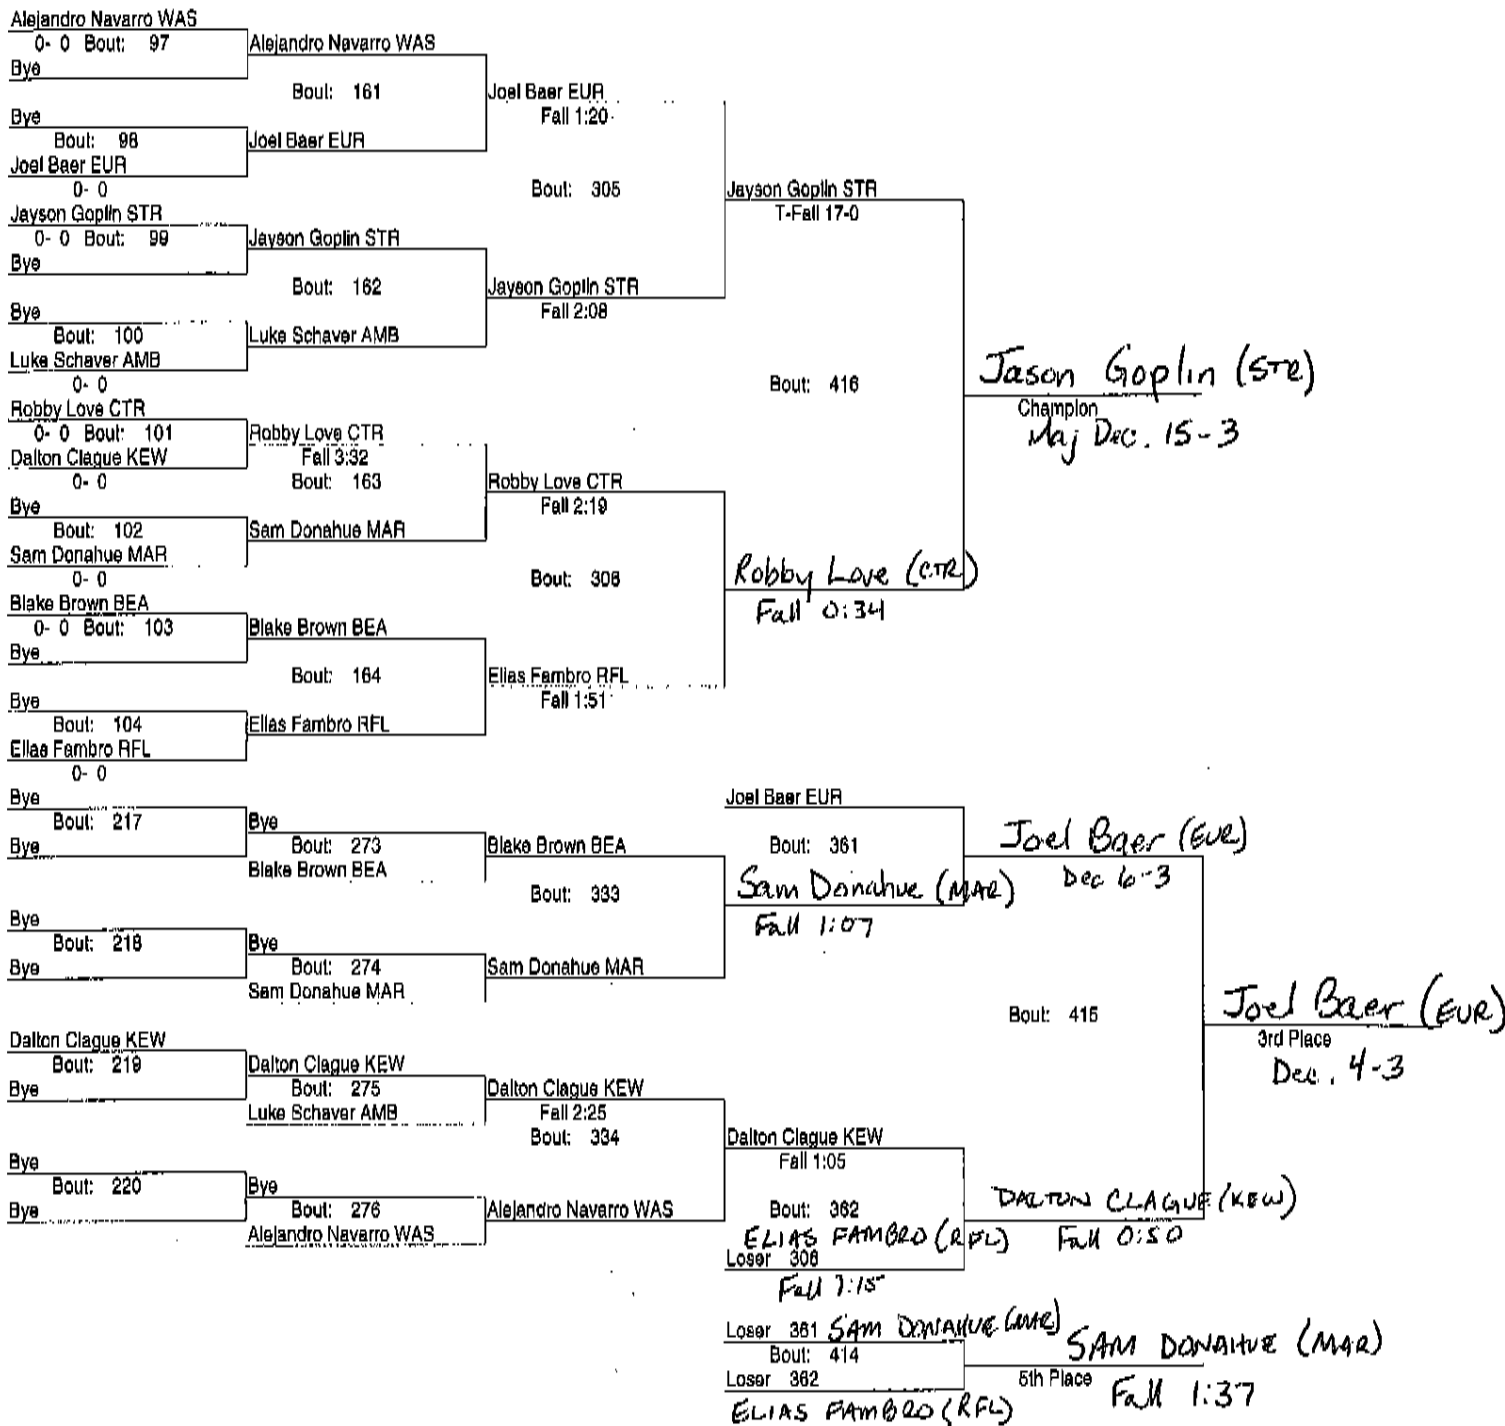 Alejandro Navarro WAS
0- 0 Bout: 97
Bye
Alejandro Navarro WAS
Bout: 161
Bye
Bout: 98
Joel Baer EUR
0- 0
Joel Baer EUR
Joel Baer EUR
Fall 1:20
Bout: 305
Jayson Goplin STR
0- 0 Bout: 99
Bye
Jayson Goplin STR
Bout: 162
Bye
Bout: 100
Luke Schaver AMB
0- 0
Luke Schaver AMB
Jayson Goplin STR
Fall 2:08
Jayson Goplin STR
T-Fall 17-0
Bout: 416
Jason Goplin (STR)
Champion
Maj Dec. 15-3
Robby Love CTR
0- 0 Bout: 101
Dalton Clague KEW
0- 0
Robby Love CTR
Fall 3:32
Bout: 163
Bye
Bout: 102
Sam Donahue MAR
0- 0
Sam Donahue MAR
Robby Love CTR
Fall 2:19
Bout: 306
Robby Love (CTR)
Fall 0:34
Blake Brown BEA
0- 0 Bout: 103
Bye
Blake Brown BEA
Bout: 164
Bye
Bout: 104
Elias Fambro RFL
0- 0
Elias Fambro RFL
Elias Fambro RFL
Fall 1:51
Bye
Bout: 217
Bye
Bye
Bout: 273
Blake Brown BEA
Blake Brown BEA
Bout: 333
Bye
Bout: 218
Bye
Bye
Bout: 274
Sam Donahue MAR
Sam Donahue MAR
Joel Baer EUR
Bout: 361
Sam Donahue (MAR)
Fall 1:07
Joel Baer (EUR)
Dec 6-3
Bout: 415
Joel Baer (EUR)
3rd Place
Dec. 4-3
Dalton Clague KEW
Bout: 219
Bye
Dalton Clague KEW
Bout: 275
Luke Schaver AMB
Dalton Clague KEW
Fall 2:25
Bout: 334
Bye
Bout: 220
Bye
Bye
Bout: 276
Alejandro Navarro WAS
Alejandro Navarro WAS
Dalton Clague KEW
Fall 1:05
Bout: 362
ELIAS FAMBRO (RFL)
Loser 306
DALTON CLAGUE (KEW)
Fall 0:50
Loser 361 SAM DONAHUE (MAR)
Bout: 414
Loser 362
ELIAS FAMBRO (RFL)
SAM DONAHUE (MAR)
5th Place
Fall 1:37